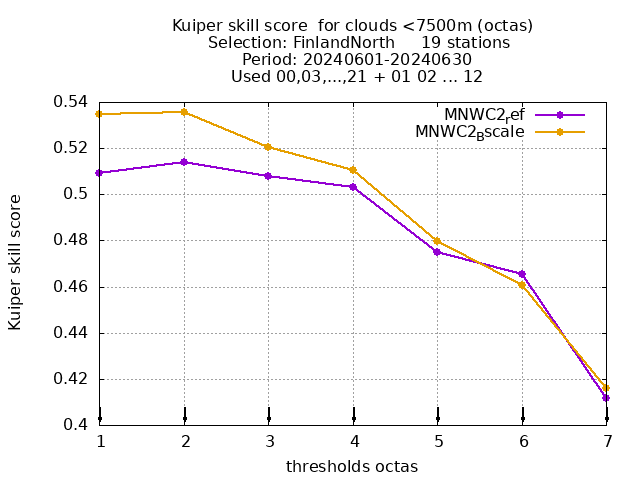 Kuiper skill score  for clouds <7500m (octas)
Selection: FinlandNorth     19 stations
Period: 20240601-20240630
Used 00,03,...,21 + 01 02 ... 12
MNWC2ref
MNWC2Bscale
0.54
0.52
0.5
0.48
0.46
0.44
0.42
0.4
Kuiper skill score
1 2 3 4 5 6 7
thresholds octas